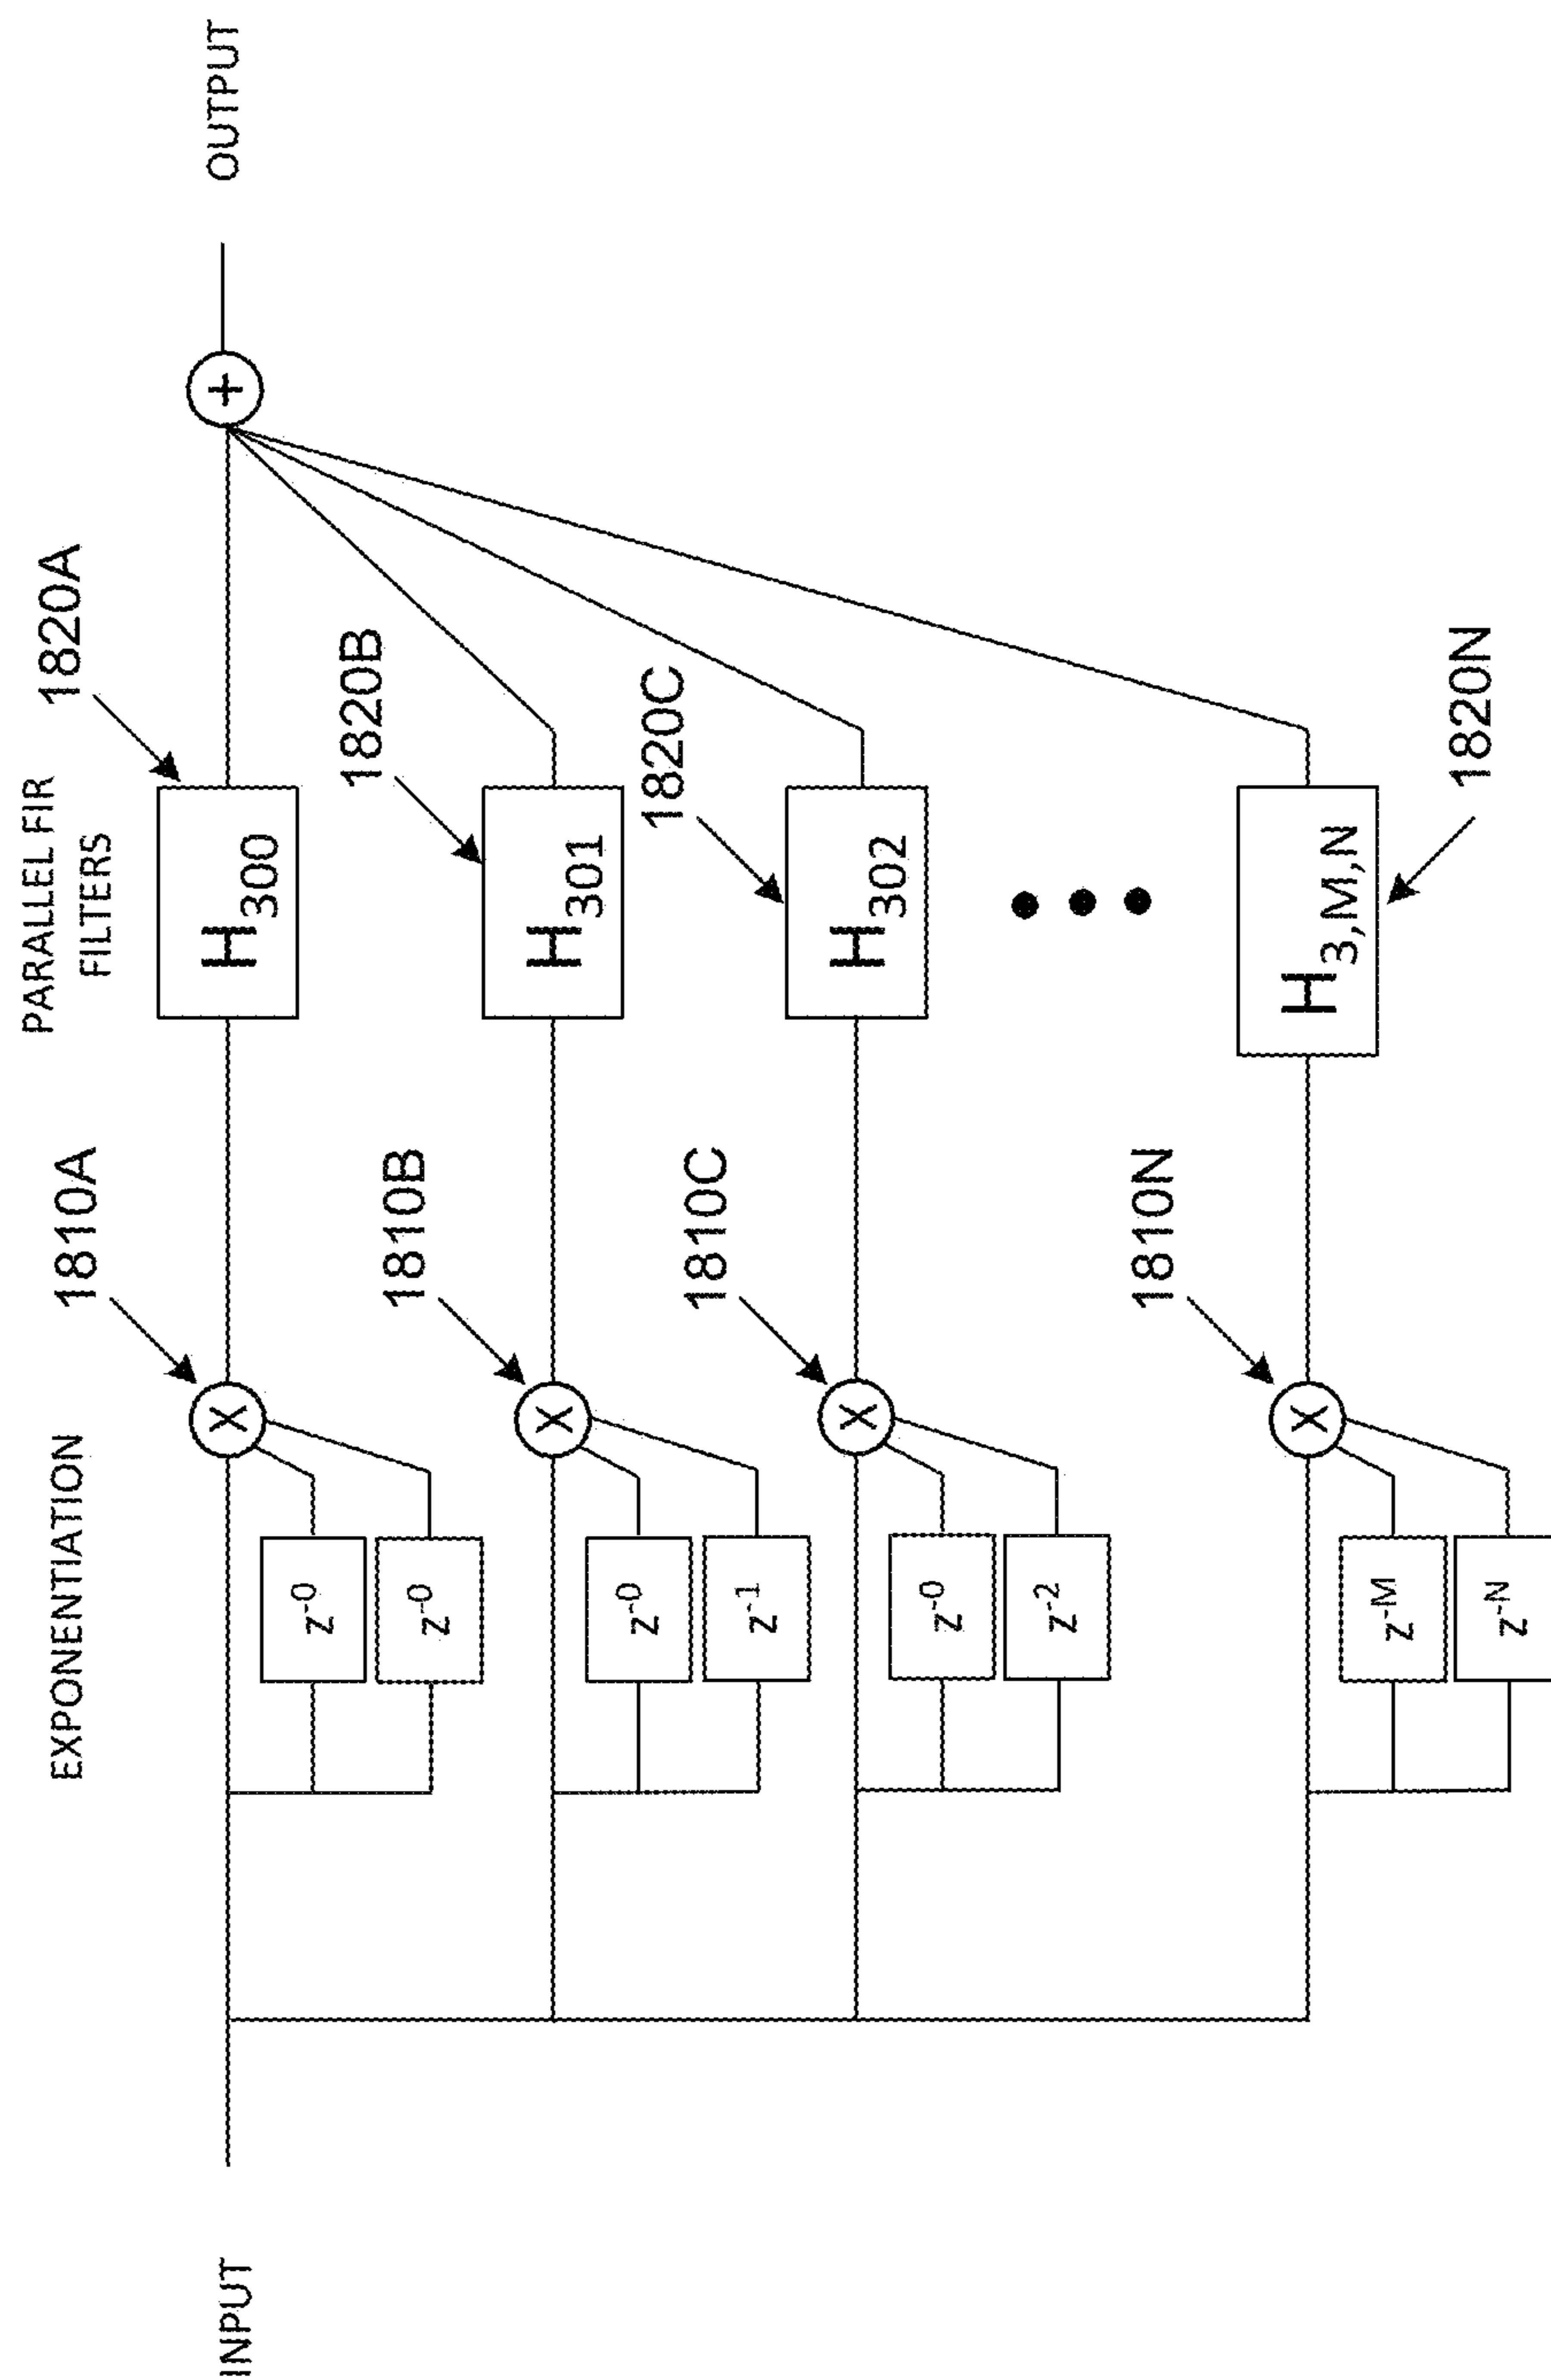 EXPONENTIATION
PARALLEL FIR
FILTERS
INPUT
1810A
1820A
X
H300
+
OUTPUT
z-0
z-0
1810B
1820B
X
H301
z-0
z-1
1810C
1820C
X
H302
z-0
z-2
1810N
X
H3,M,N
1820N
z-M
z-N